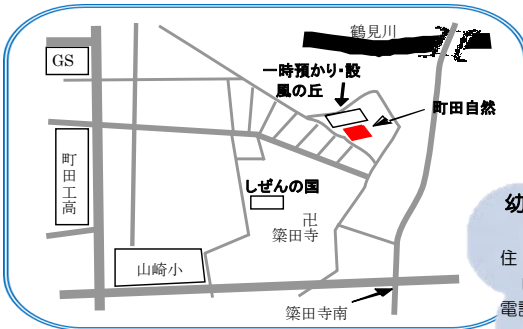 鶴見川
GS
一時預かり・設
風の丘
町田自然
町田工高
しぜんの国
卍
簗田寺
山崎小
簗田寺南
幼
住
電話